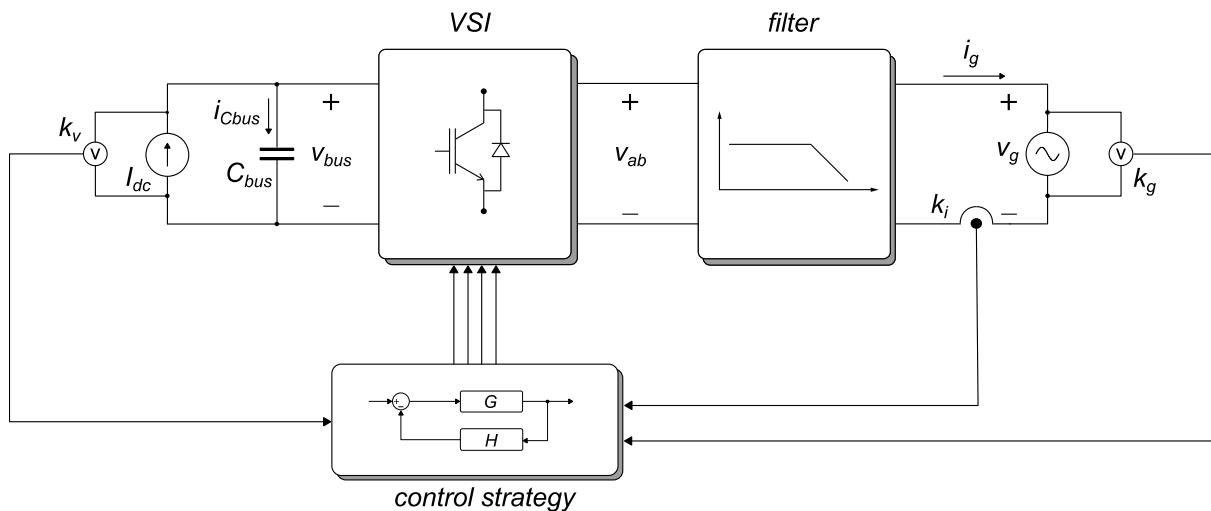 VSI
filter
i_g
i_Cbus
+
+
+
k_v
V
I_dc
C_bus
v_bus
v_ab
v_g
V
k_g
k_i
−
−
−
+
−
G
H
control strategy